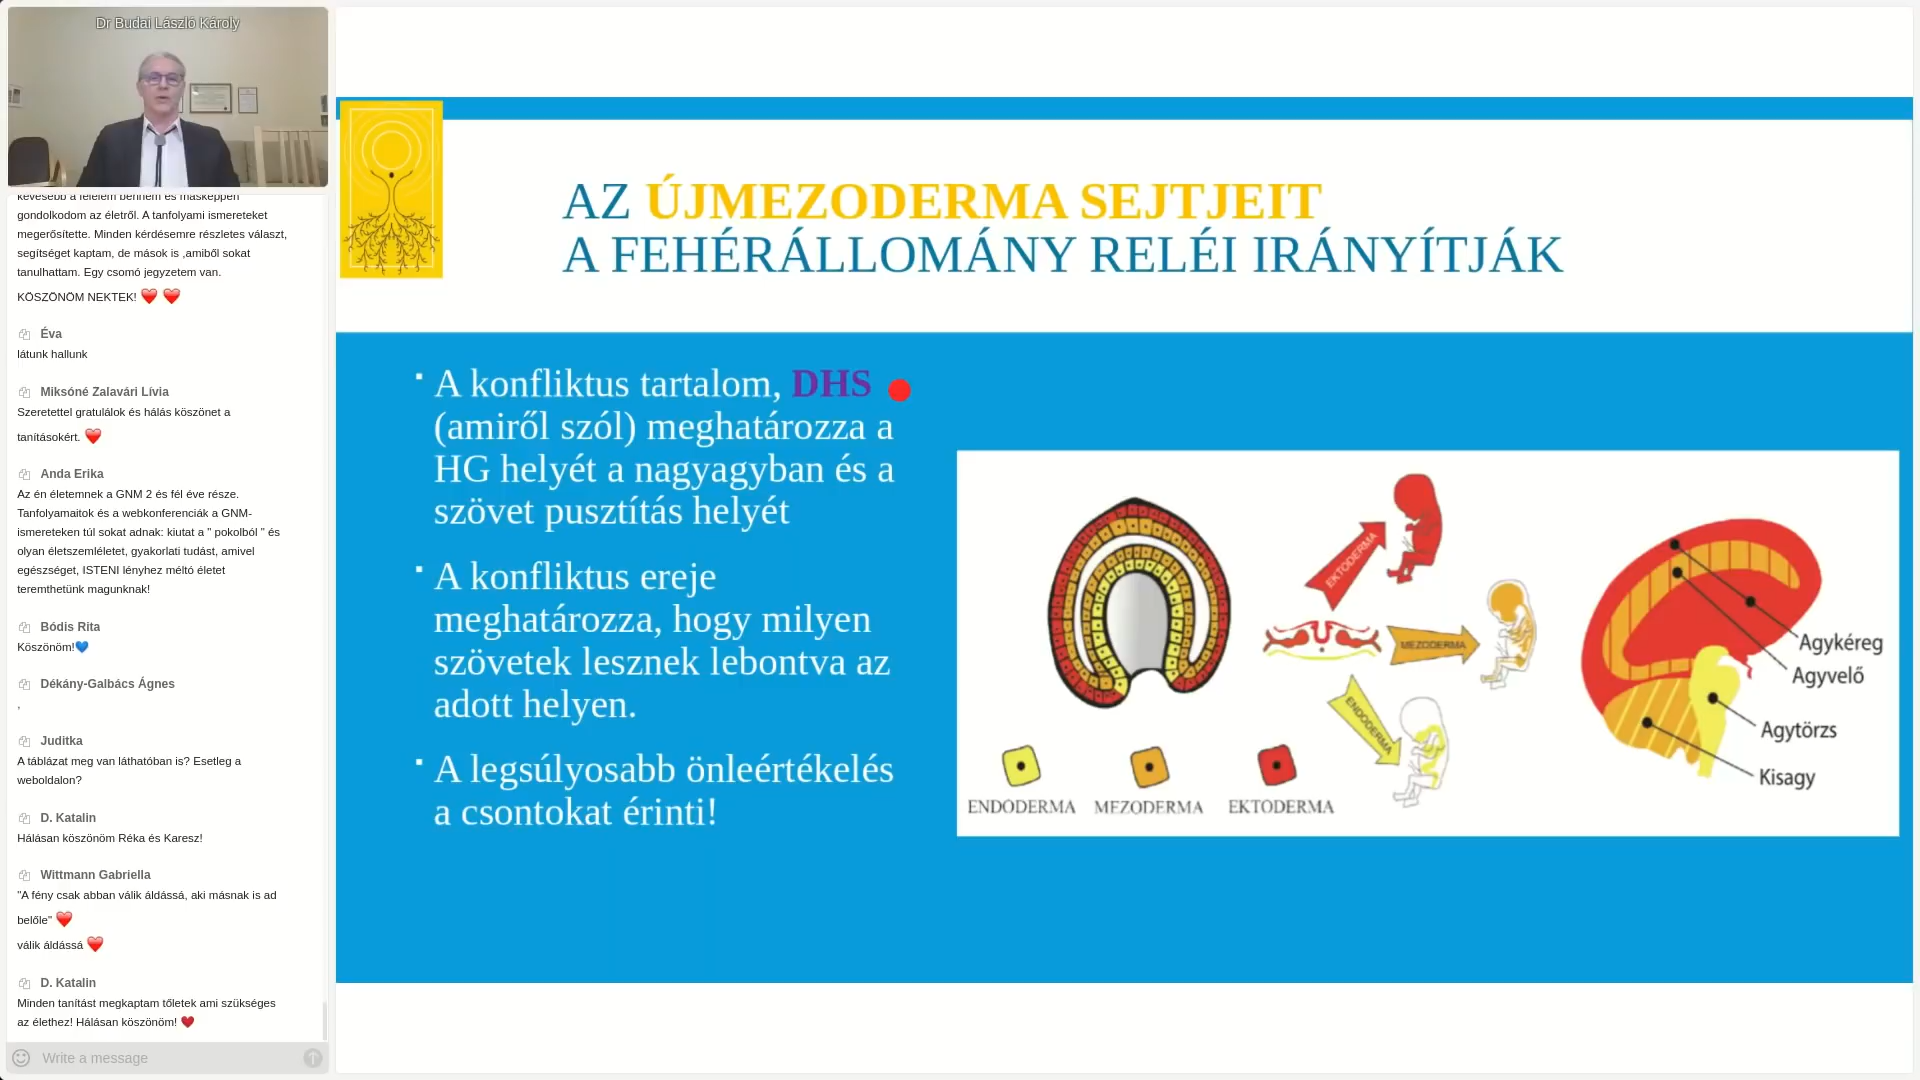 Dr Budai László Károly
kevesebb a félelem bennem és másképpen
gondolkodom az életről. A tanfolyami ismereteket
megerősítette. Minden kérdésemre részletes választ,
segítséget kaptam, de mások is ,amiből sokat
tanulhattam. Egy csomó jegyzetem van.
KÖSZÖNÖM NEKTEK! ❤️ ❤️
Éva
látunk hallunk
Miksóné Zalavári Lívia
Szeretettel gratulálok és hálás köszönet a
tanításokért. ❤️
Anda Erika
Az én életemnek a GNM 2 és fél éve része.
Tanfolyamaitok és a webkonferenciák a GNM-
ismereteken túl sokat adnak: kiutat a " pokolból " és
olyan életszemléletet, gyakorlati tudást, amivel
egészséget, ISTENI lényhez méltó életet
teremthetünk magunknak!
Bódis Rita
Köszönöm!💙
Dékány-Galbács Ágnes
,
Juditka
A táblázat meg van láthatóban is? Esetleg a
weboldalon?
D. Katalin
Hálásan köszönöm Réka és Karesz!
Wittmann Gabriella
"A fény csak abban válik áldássá, aki másnak is ad
belőle" ❤️
válik áldássá ❤️
D. Katalin
Minden tanítást megkaptam tőletek ami szükséges
az élethez! Hálásan köszönöm! ❤️
Write a message
AZ ÚJMEZODERMA SEJTJEIT
A FEHÉRÁLLOMÁNY RELÉI IRÁNYÍTJÁK
▪ A konfliktus tartalom, DHS
(amiről szól) meghatározza a
HG helyét a nagyagyban és a
szövet pusztítás helyét
▪ A konfliktus ereje
meghatározza, hogy milyen
szövetek lesznek lebontva az
adott helyen.
▪ A legsúlyosabb önleértékelés
a csontokat érinti!
EKTODERMA
MEZODERMA
ENDODERMA
ENDODERMA
MEZODERMA
EKTODERMA
Agykéreg
Agyvelő
Agytörzs
Kisagy